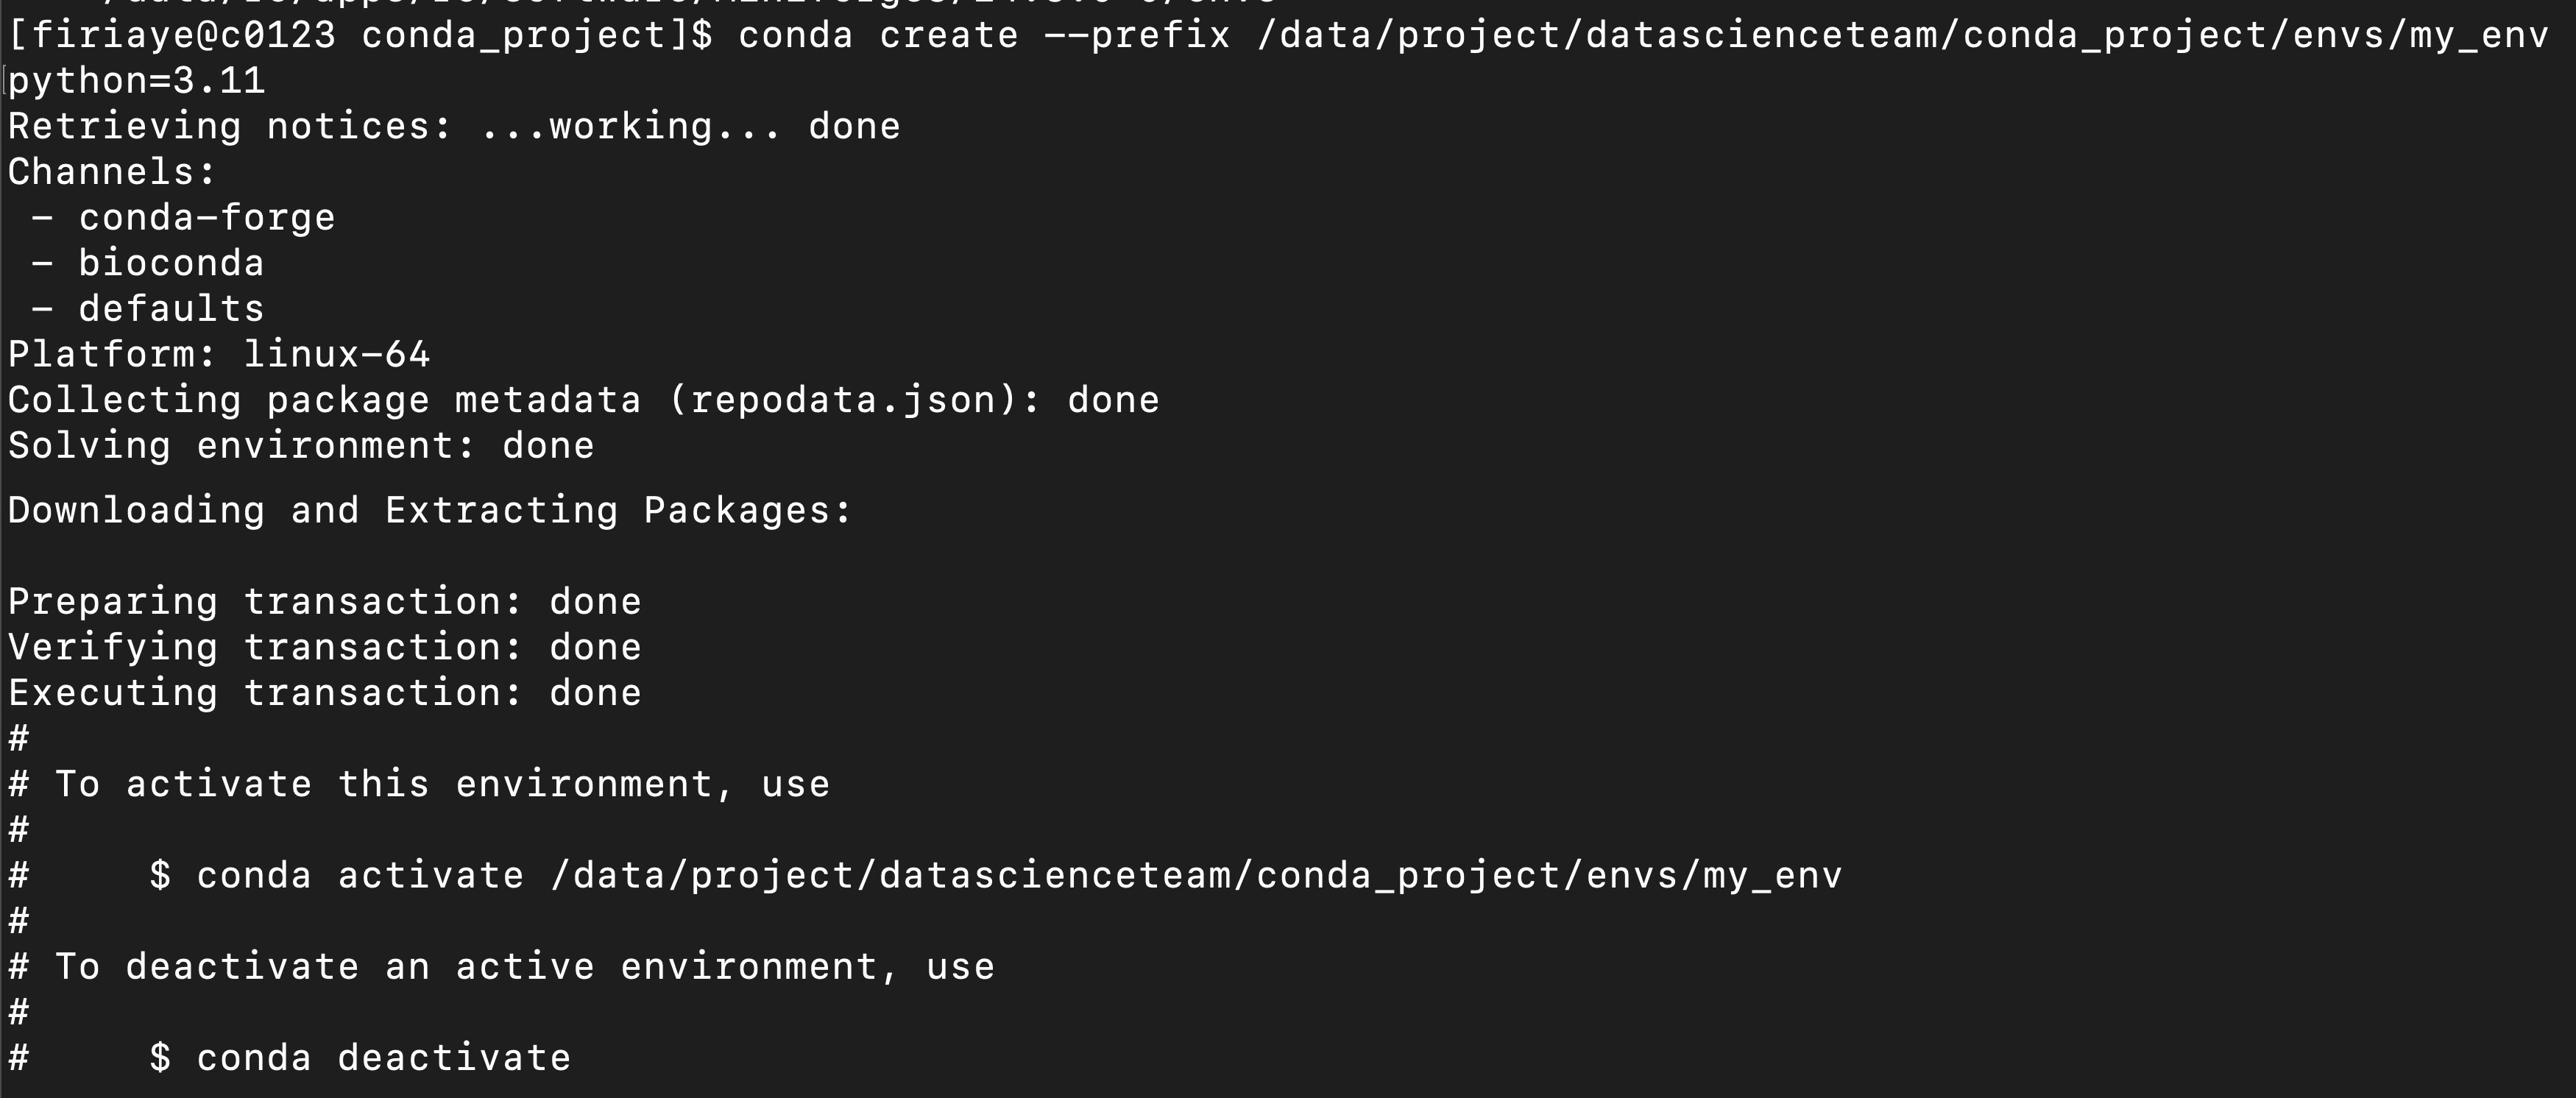 [firiaye@c0123 conda_project]$ conda create --prefix /data/project/datascienceteam/conda_project/envs/my_env
python=3.11
Retrieving notices: ...working... done
Channels:
 - conda-forge
 - bioconda
 - defaults
Platform: linux-64
Collecting package metadata (repodata.json): done
Solving environment: done
Downloading and Extracting Packages:
Preparing transaction: done
Verifying transaction: done
Executing transaction: done
#
# To activate this environment, use
#
#     $ conda activate /data/project/datascienceteam/conda_project/envs/my_env
#
# To deactivate an active environment, use
#
#     $ conda deactivate